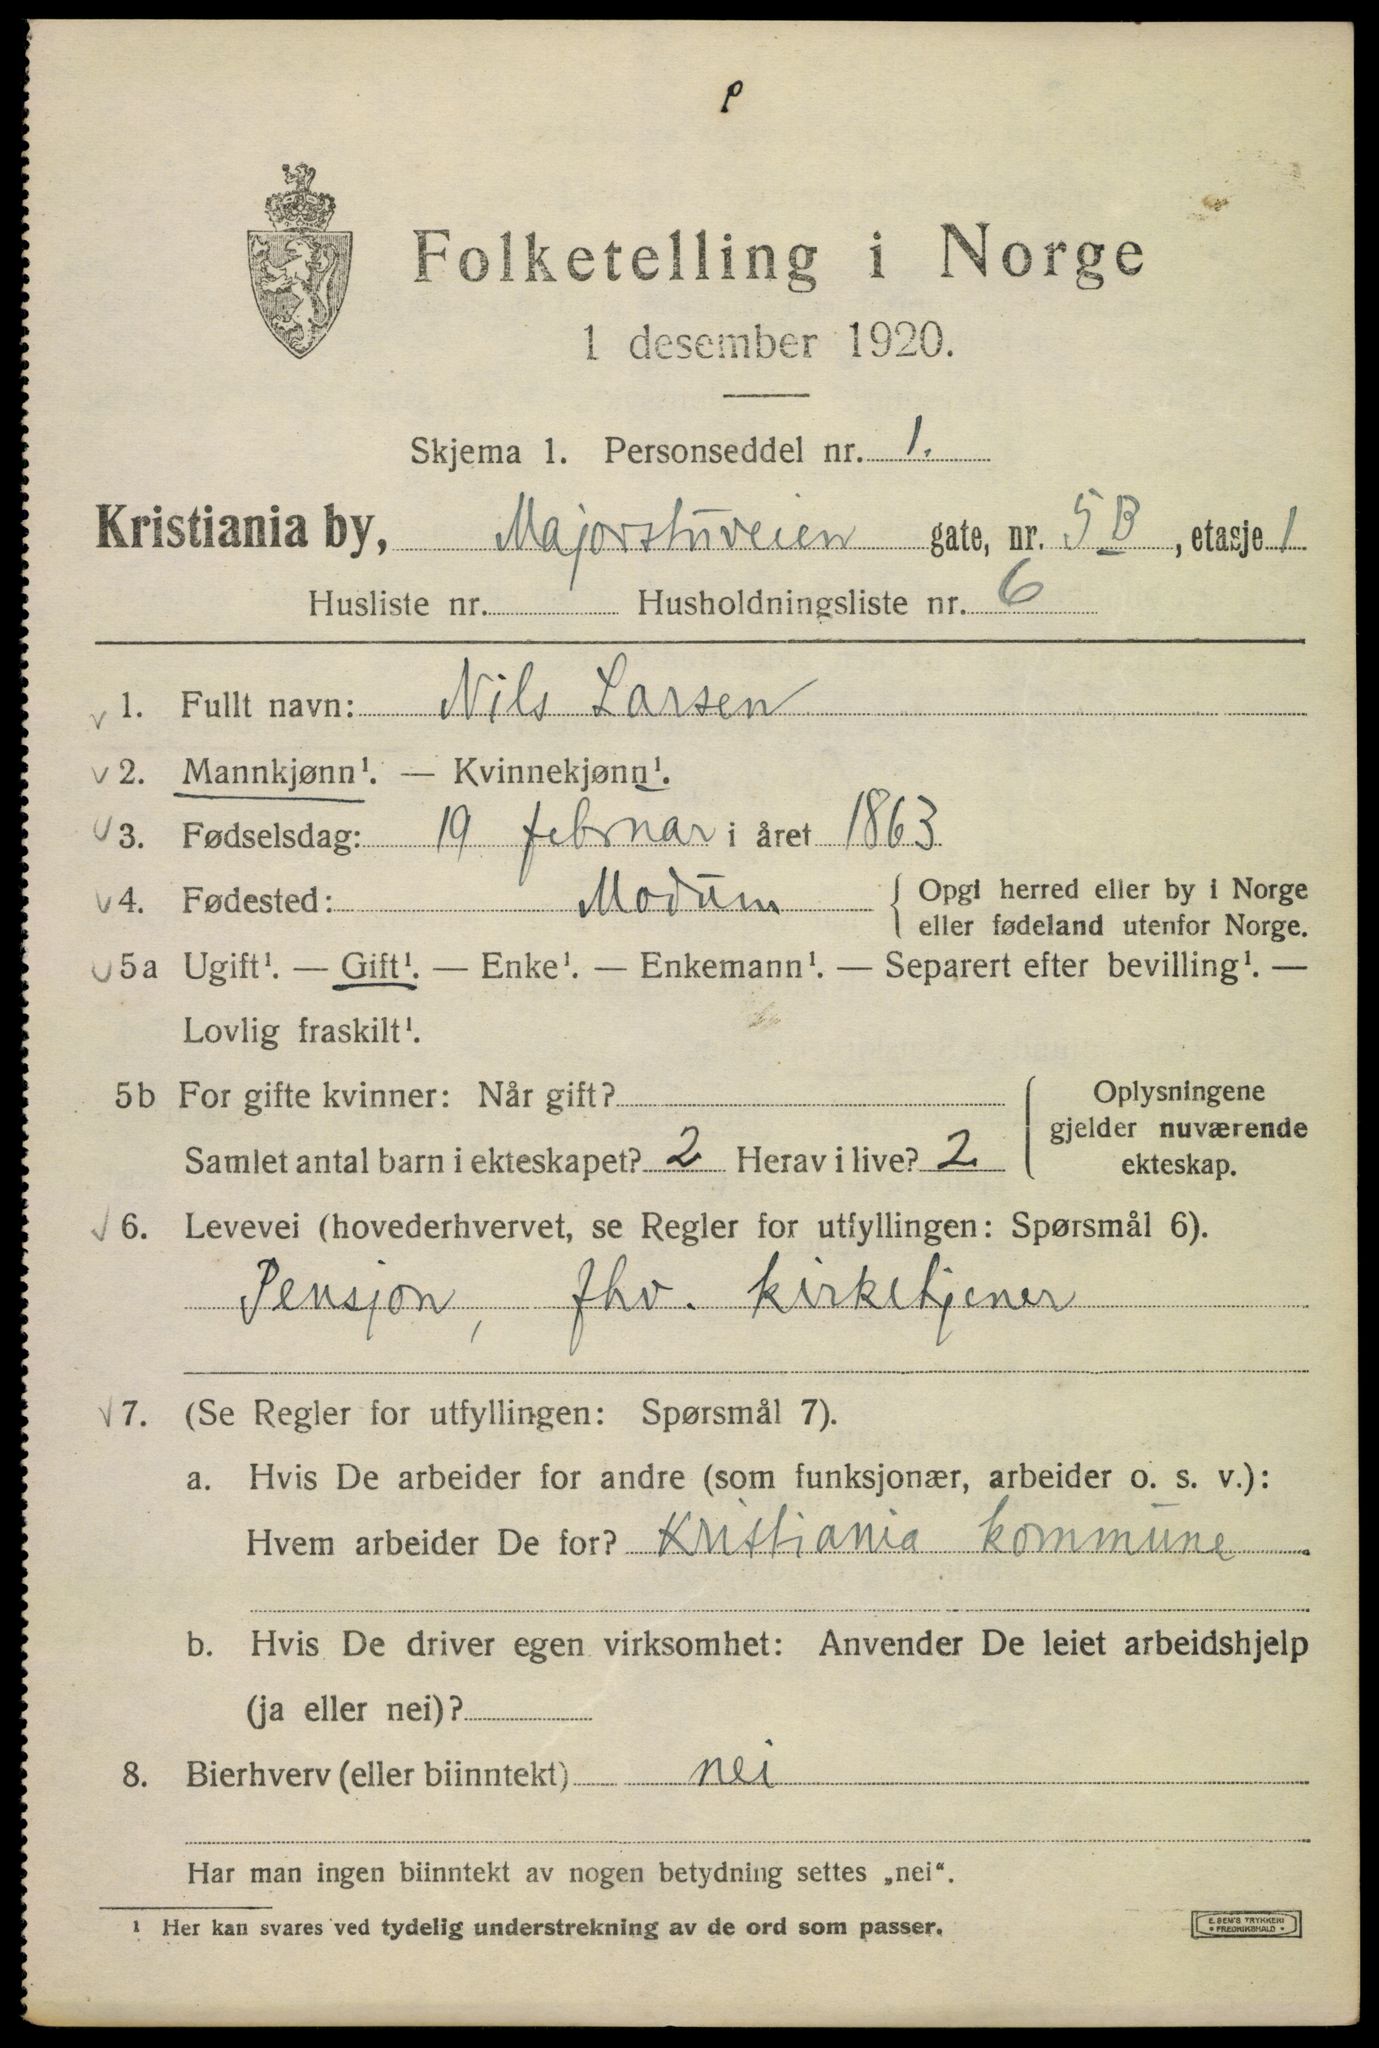 P
Folketelling i Norge
1 desember 1920.
Skjema 1. Personseddel nr. 1.
Kristiania by, Majorstuveien gate, nr. 5 B, etasje 1
Husliste nr. Husholdningsliste nr. 6
1. Fullt navn: Nils Larsen
2. Mannkjønn¹. — Kvinnekjønn¹.
3. Fødselsdag: 19 februar i året 1863
4. Fødested: Modum { Opgi herred eller by i Norge
eller fødeland utenfor Norge.
5a Ugift¹. — Gift¹. — Enke¹. — Enkemann¹. — Separert efter bevilling¹. —
Lovlig fraskilt¹.
5b For gifte kvinner: Når gift?
Samlet antal barn i ekteskapet? 2 Herav i live? 2
Oplysningene
gjelder nuværende
ekteskap.
6. Levevei (hovederhvervet, se Regler for utfyllingen: Spørsmål 6).
Pensjon, fhv. kirketjener
7. (Se Regler for utfyllingen: Spørsmål 7).
a. Hvis De arbeider for andre (som funksjonær, arbeider o. s. v.):
Hvem arbeider De for? Kristiania kommune
b. Hvis De driver egen virksomhet: Anvender De leiet arbeidshjelp
(ja eller nei)?
8. Bierhverv (eller biinntekt) nei
Har man ingen biinntekt av nogen betydning settes „nei“.
¹ Her kan svares ved tydelig understrekning av de ord som passer.
E. SEM'S TRYKKERI
• FREDRIKSHALD •